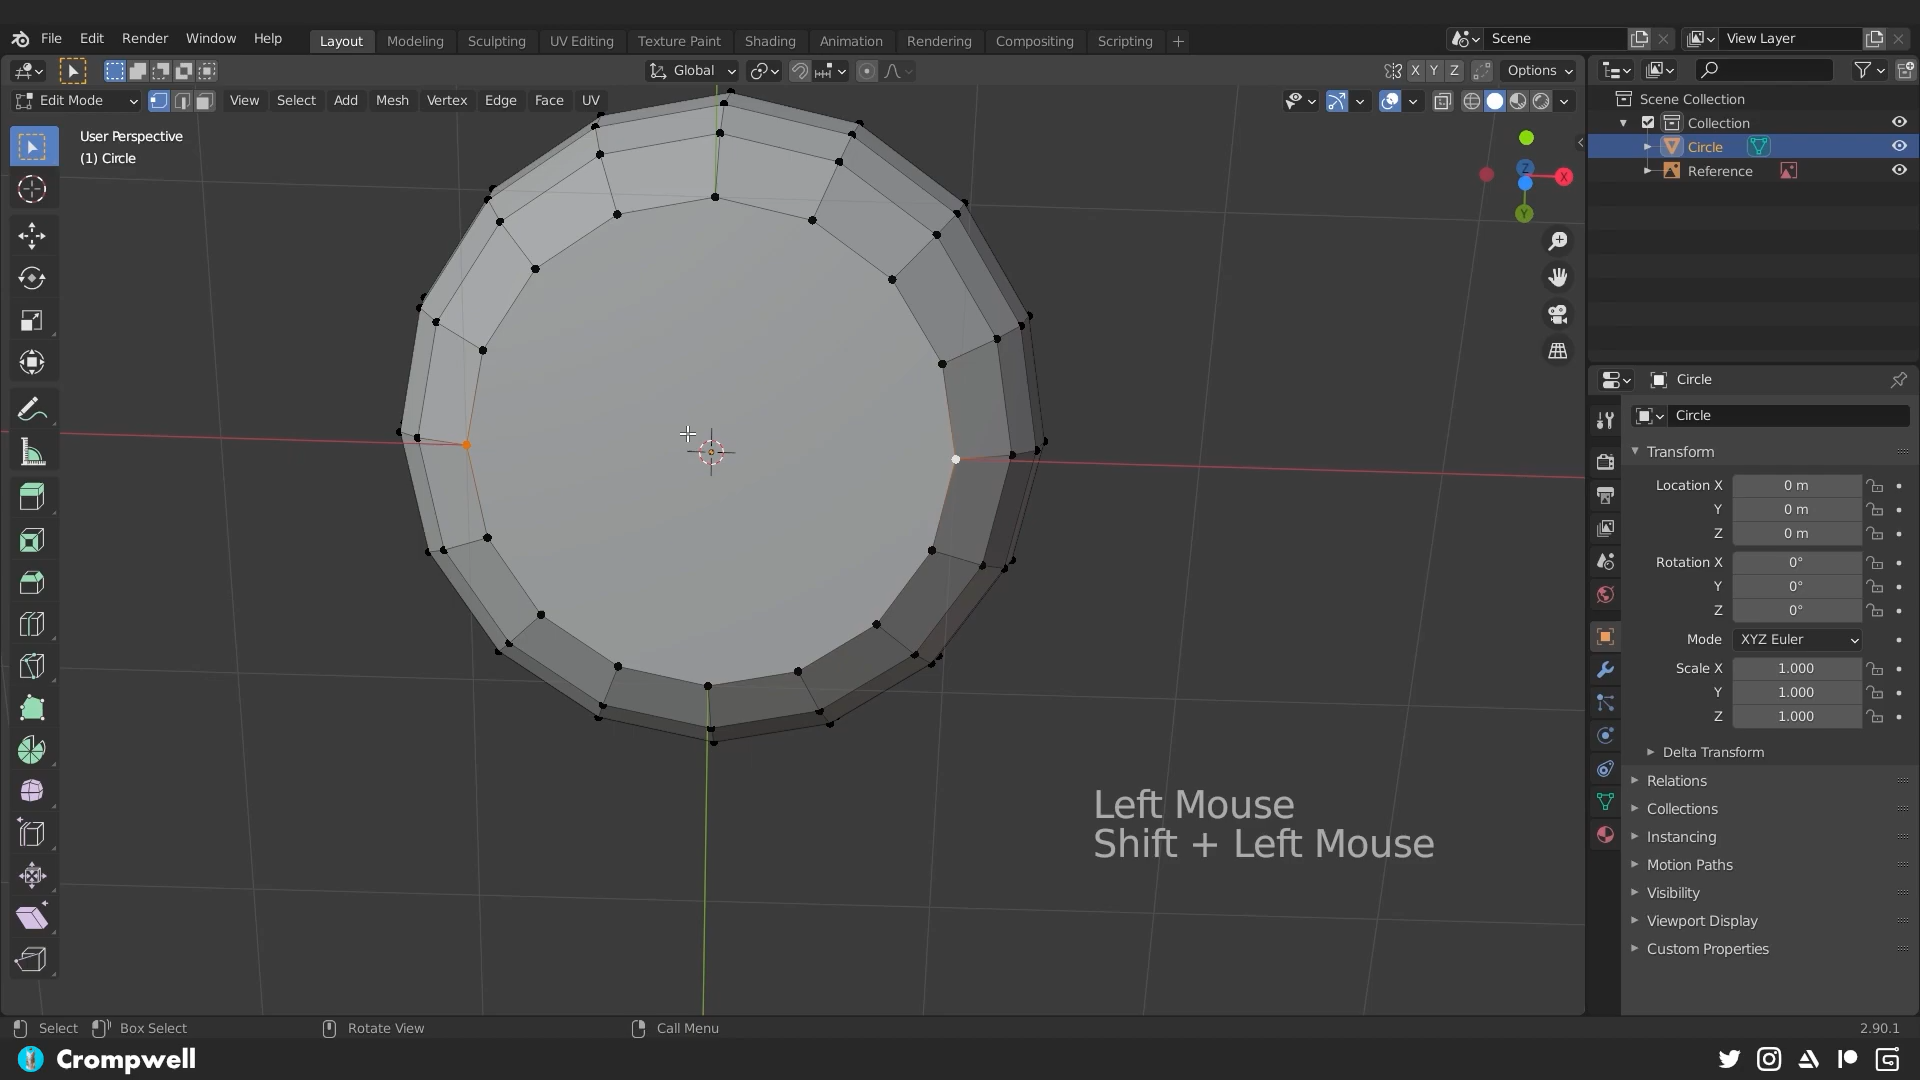 File Edit Render Window Help Layout Modeling Sculpting UV Editing Texture Paint Shading Animation Rendering Compositing Scripting + Scene View Layer
Global X Y Z Options
Edit Mode View Select Add Mesh Vertex Edge Face UV
User Perspective
(1) Circle
Z
X
Y
Scene Collection
Collection
Circle
Reference
Circle
Circle
Transform
Location X 0 m
Y 0 m
Z 0 m
Rotation X 0°
Y 0°
Z 0°
Mode XYZ Euler
Scale X 1.000
Y 1.000
Z 1.000
Delta Transform
Relations
Collections
Instancing
Motion Paths
Visibility
Viewport Display
Custom Properties
Left Mouse
Shift + Left Mouse
Select Box Select Rotate View Call Menu 2.90.1
Crompwell